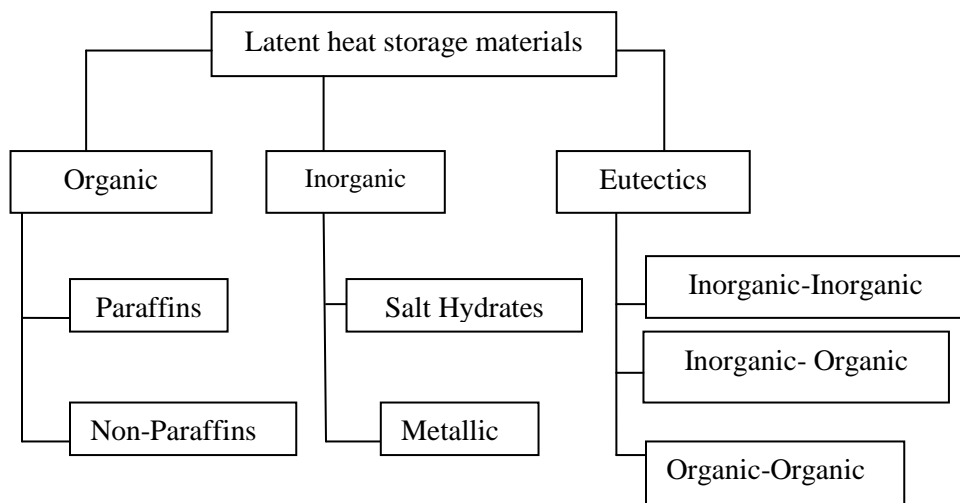 Latent heat storage materials
Organic
Inorganic
Eutectics
Paraffins
Non-Paraffins
Salt Hydrates
Metallic
Inorganic-Inorganic
Inorganic- Organic
Organic-Organic